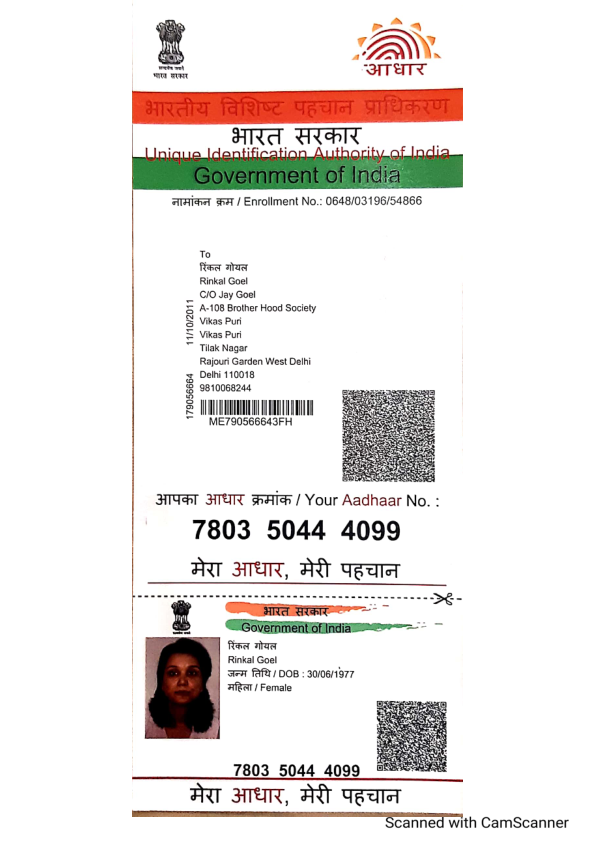 सत्यमेव जयते
भारत सरकार
आधार
भारतीय विशिष्ट पहचान प्राधिकरण
भारत सरकार
Unique Identification Authority of India
Government of India
नामांकन क्रम / Enrollment No.: 0648/03196/54866
To
रिंकल गोयल
Rinkal Goel
C/O Jay Goel
A-108 Brother Hood Society
Vikas Puri
Vikas Puri
Tilak Nagar
Rajouri Garden West Delhi
Delhi 110018
9810068244
11/10/2011
179056664
ME790566643FH
आपका आधार क्रमांक / Your Aadhaar No. :
7803 5044 4099
मेरा आधार, मेरी पहचान
भारत सरकार
Government of India
रिंकल गोयल
Rinkal Goel
जन्म तिथि / DOB : 30/06/1977
महिला / Female
7803 5044 4099
मेरा आधार, मेरी पहचान
Scanned with CamScanner